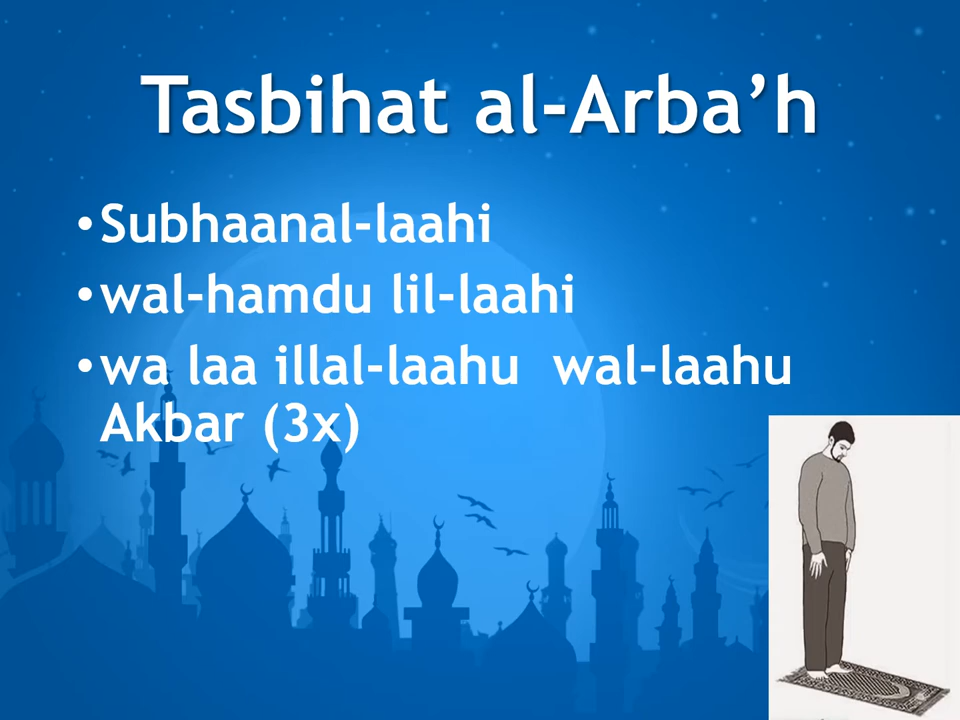 Tasbihat al-Arba’h
•Subhaanal-laahi
•wal-hamdu lil-laahi
•wa laa illal-laahu  wal-laahu
Akbar (3x)